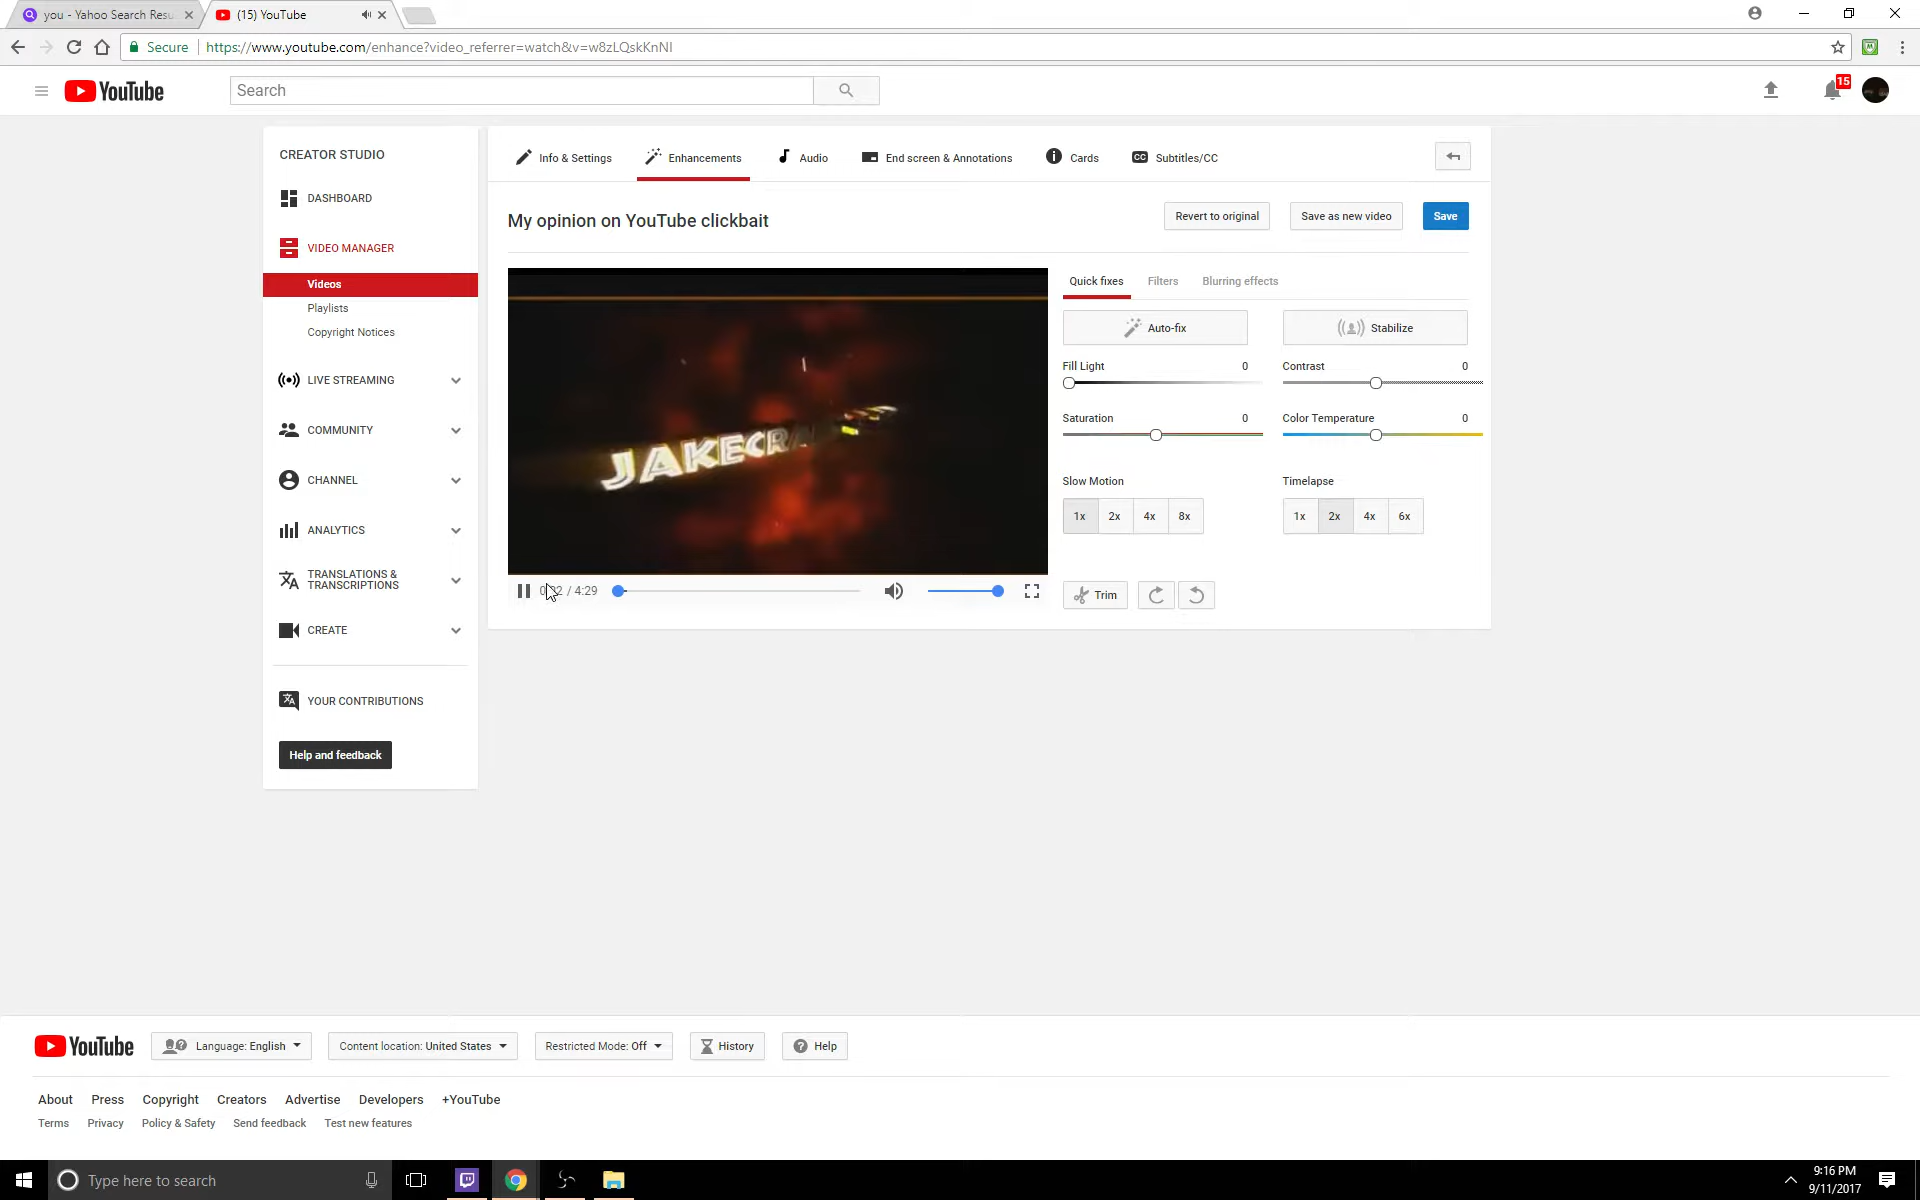 you - Yahoo Search Resu
(15) YouTube
Secure
https://www.youtube.com/enhance?video_referrer=watch&v=w8zLQskKnNI
YouTube
Search
15
CREATOR STUDIO
DASHBOARD
VIDEO MANAGER
Videos
Playlists
Copyright Notices
LIVE STREAMING
COMMUNITY
CHANNEL
ANALYTICS
TRANSLATIONS &
TRANSCRIPTIONS
CREATE
YOUR CONTRIBUTIONS
Help and feedback
Info & Settings
Enhancements
Audio
End screen & Annotations
Cards
CC Subtitles/CC
My opinion on YouTube clickbait
Revert to original
Save as new video
Save
JAKECRA
/ 4:29
Quick fixes
Filters
Blurring effects
Auto-fix
Stabilize
Fill Light 0
Contrast 0
Saturation 0
Color Temperature 0
Slow Motion
Timelapse
1x 2x 4x 8x
1x 2x 4x 6x
Trim
YouTube
Language: English
Content location: United States
Restricted Mode: Off
History
Help
About Press Copyright Creators Advertise Developers +YouTube
Terms Privacy Policy & Safety Send feedback Test new features
Type here to search
9:16 PM
9/11/2017